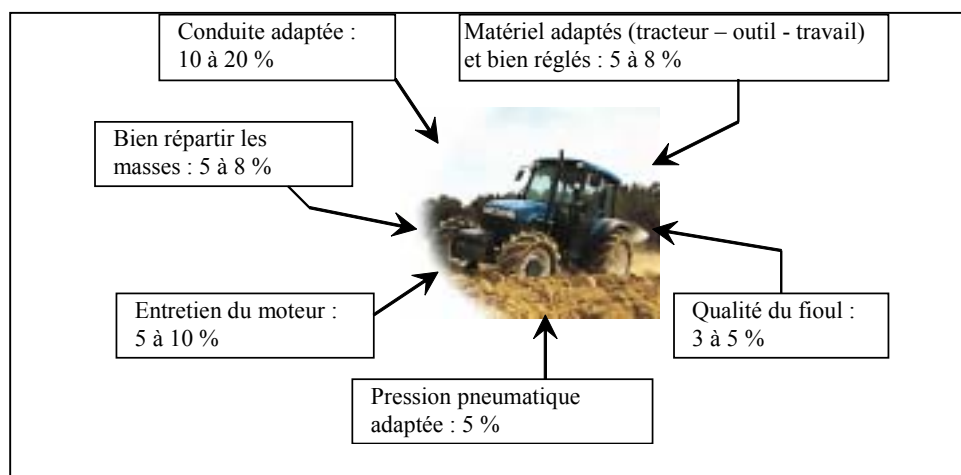 Conduite adaptée :
10 à 20 %
Matériel adaptés (tracteur – outil - travail)
et bien réglés : 5 à 8 %
Bien répartir les
masses : 5 à 8 %
Entretien du moteur :
5 à 10 %
Qualité du fioul :
3 à 5 %
Pression pneumatique
adaptée : 5 %